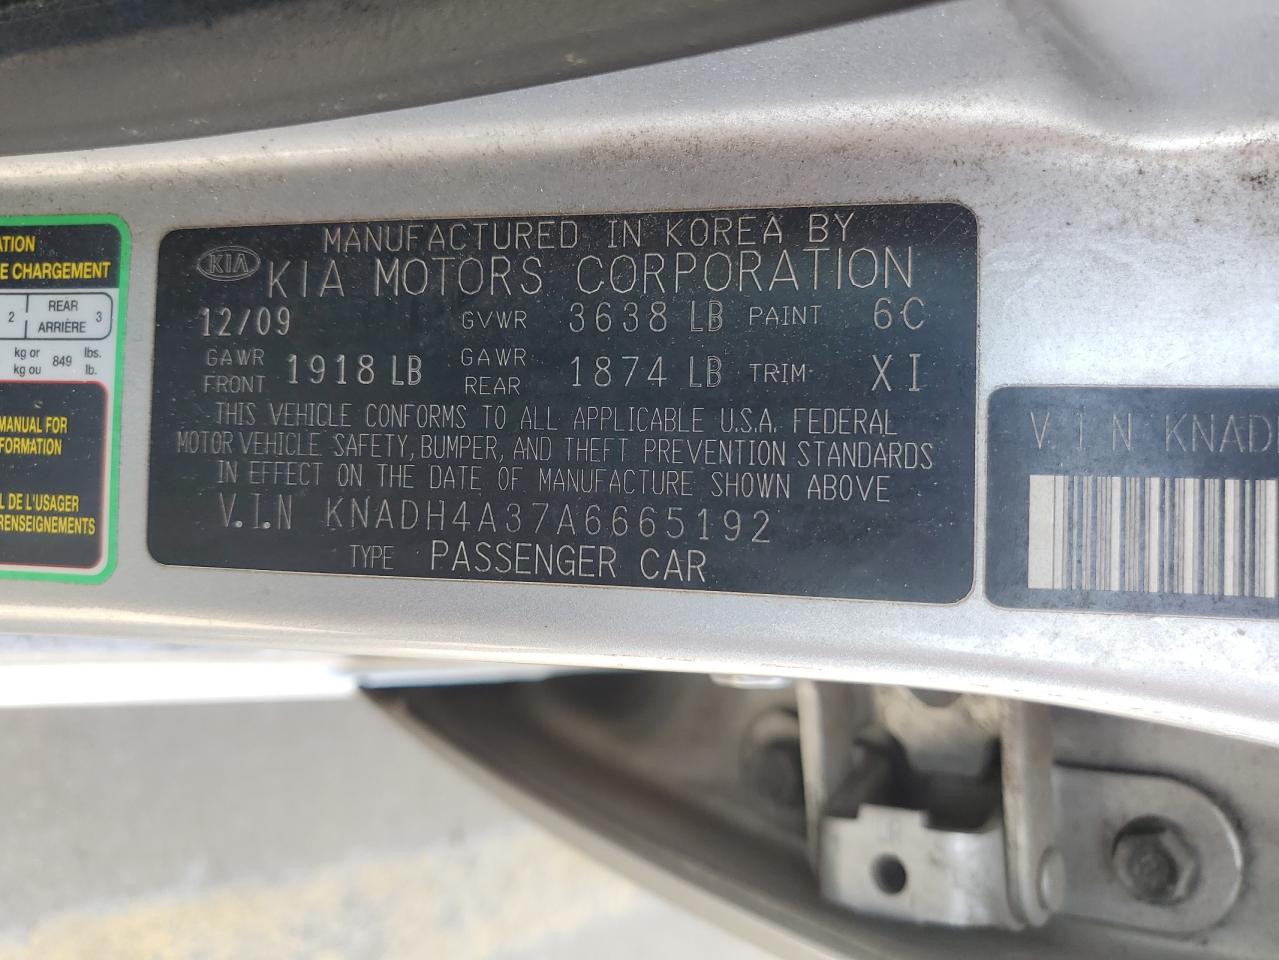 ATION
E CHARGEMENT
2 REAR 3
ARRIÈRE
kg or 849 lbs.
kg ou lb.
MANUAL FOR
FORMATION
L DE L'USAGER
RENSEIGNEMENTS
MANUFACTURED IN KOREA BY
KIA KIA MOTORS CORPORATION
12/09 GVWR 3638 LB PAINT 6C
GAWR FRONT 1918 LB GAWR REAR 1874 LB TRIM XI
THIS VEHICLE CONFORMS TO ALL APPLICABLE U.S.A. FEDERAL
MOTOR VEHICLE SAFETY, BUMPER, AND THEFT PREVENTION STANDARDS
IN EFFECT ON THE DATE OF MANUFACTURE SHOWN ABOVE
V.I.N KNADH4A37A6665192
TYPE PASSENGER CAR
V I N KNAD